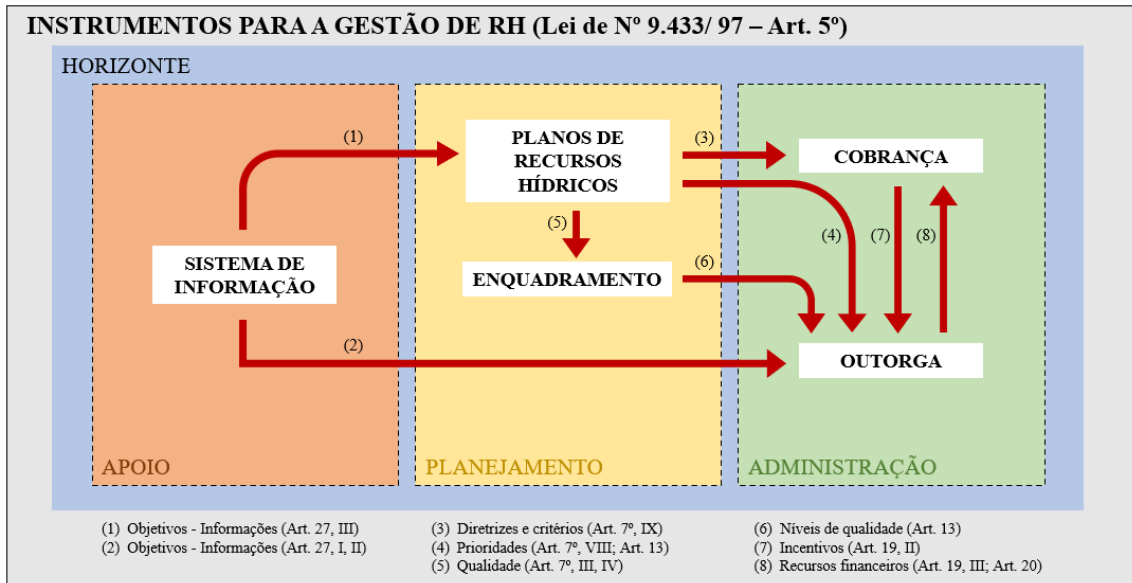 INSTRUMENTOS PARA A GESTÃO DE RH (Lei de Nº 9.433/ 97 – Art. 5º)
HORIZONTE
(1)
PLANOS DE
RECURSOS
HÍDRICOS
(3)
COBRANÇA
(5)
(4)
(7)
(8)
SISTEMA DE
INFORMAÇÃO
ENQUADRAMENTO
(6)
(2)
OUTORGA
APOIO
PLANEJAMENTO
ADMINISTRAÇÃO
(1) Objetivos - Informações (Art. 27, III)
(2) Objetivos - Informações (Art. 27, I, II)
(3) Diretrizes e critérios (Art. 7º, IX)
(4) Prioridades (Art. 7º, VIII; Art. 13)
(5) Qualidade (Art. 7º, III, IV)
(6) Níveis de qualidade (Art. 13)
(7) Incentivos (Art. 19, II)
(8) Recursos financeiros (Art. 19, III; Art. 20)